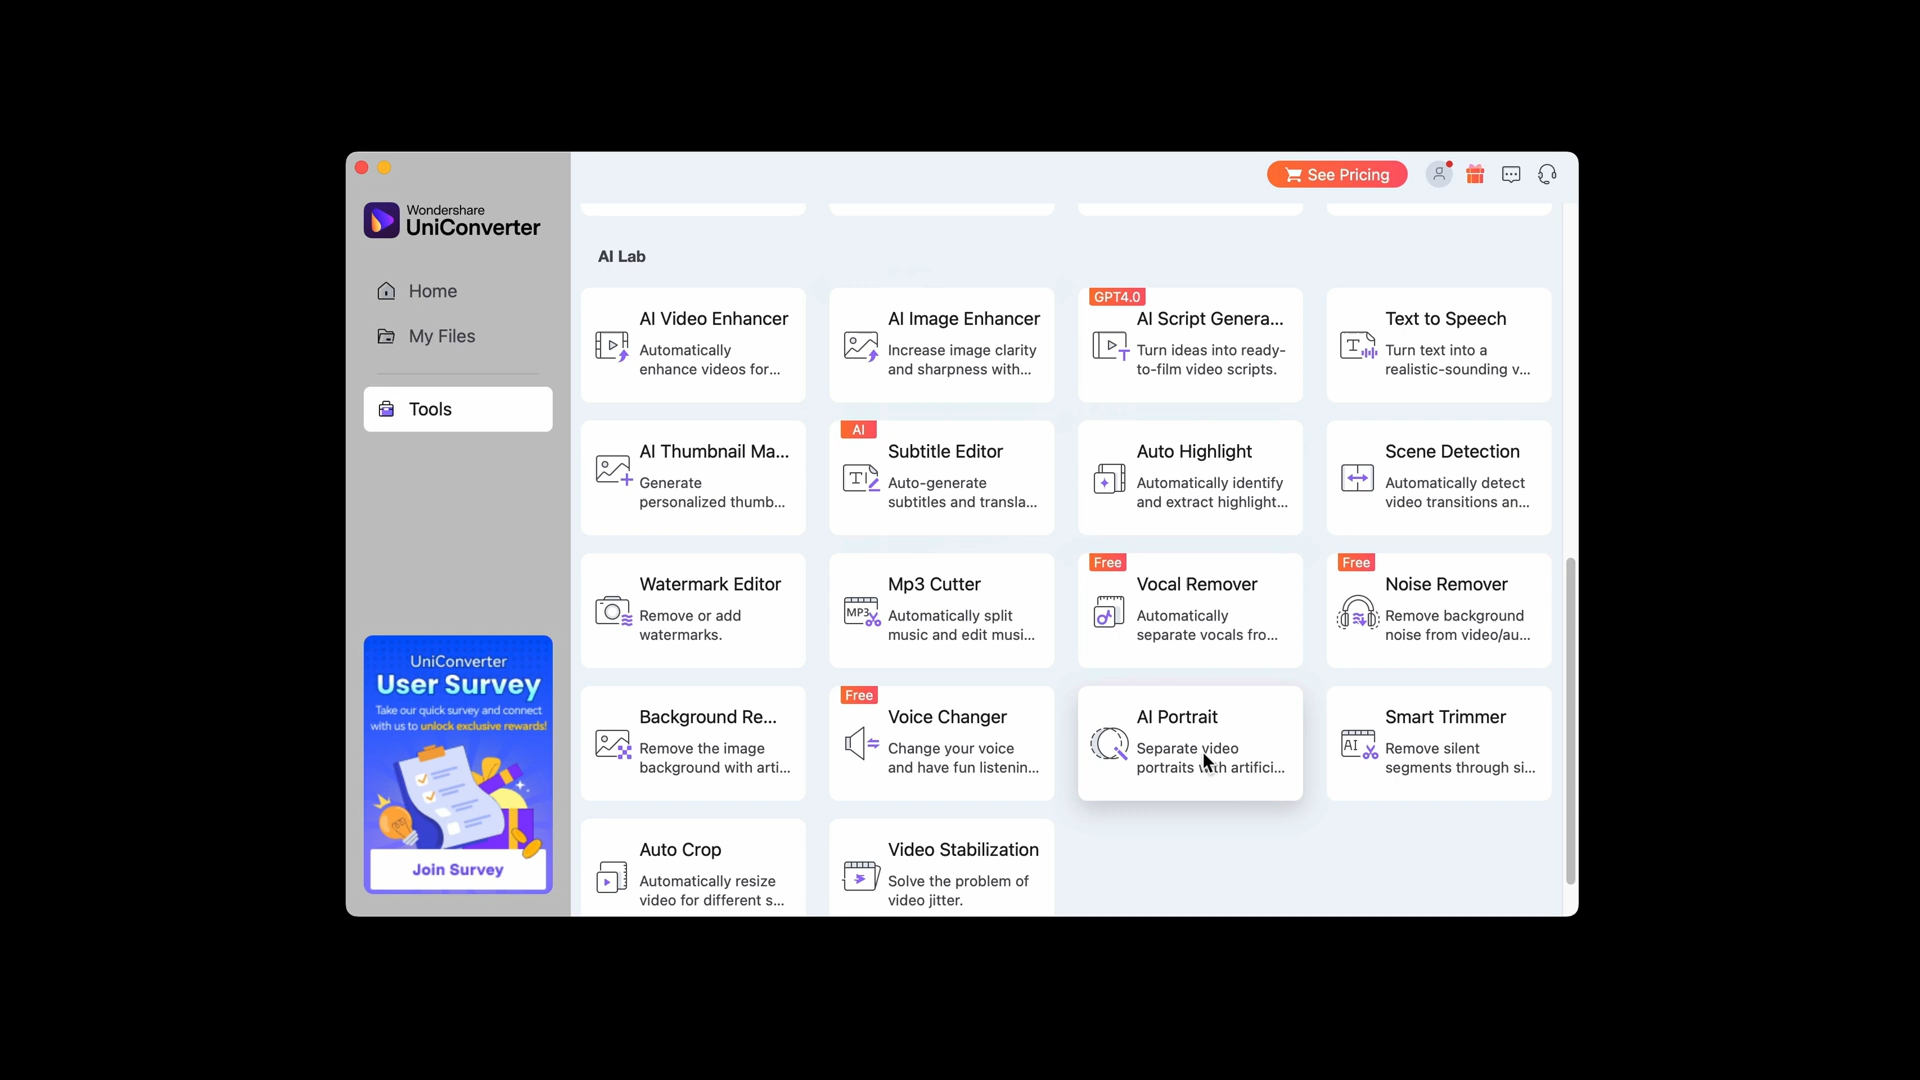 See Pricing
Wondershare
UniConverter
Home
My Files
Tools
UniConverter
User Survey
Take our quick survey and connect
with us to unlock exclusive rewards!
Join Survey
AI Lab
AI Video Enhancer
Automatically
enhance videos for...
AI Image Enhancer
Increase image clarity
and sharpness with...
GPT4.0
AI Script Genera...
T
Turn ideas into ready-
to-film video scripts.
Text to Speech
T
Turn text into a
realistic-sounding v...
AI Thumbnail Ma...
Generate
personalized thumb...
AI
Subtitle Editor
T
Auto-generate
subtitles and transla...
Auto Highlight
Automatically identify
and extract highlight...
Scene Detection
Automatically detect
video transitions an...
Watermark Editor
Remove or add
watermarks.
Mp3 Cutter
MP3
Automatically split
music and edit musi...
Free
Vocal Remover
Automatically
separate vocals fro...
Free
Noise Remover
Remove background
noise from video/au...
Background Re...
Remove the image
background with arti...
Free
Voice Changer
Change your voice
and have fun listenin...
AI Portrait
Separate video
portraits with artifici...
Smart Trimmer
AI
Remove silent
segments through si...
Auto Crop
Automatically resize
video for different s...
Video Stabilization
Solve the problem of
video jitter.